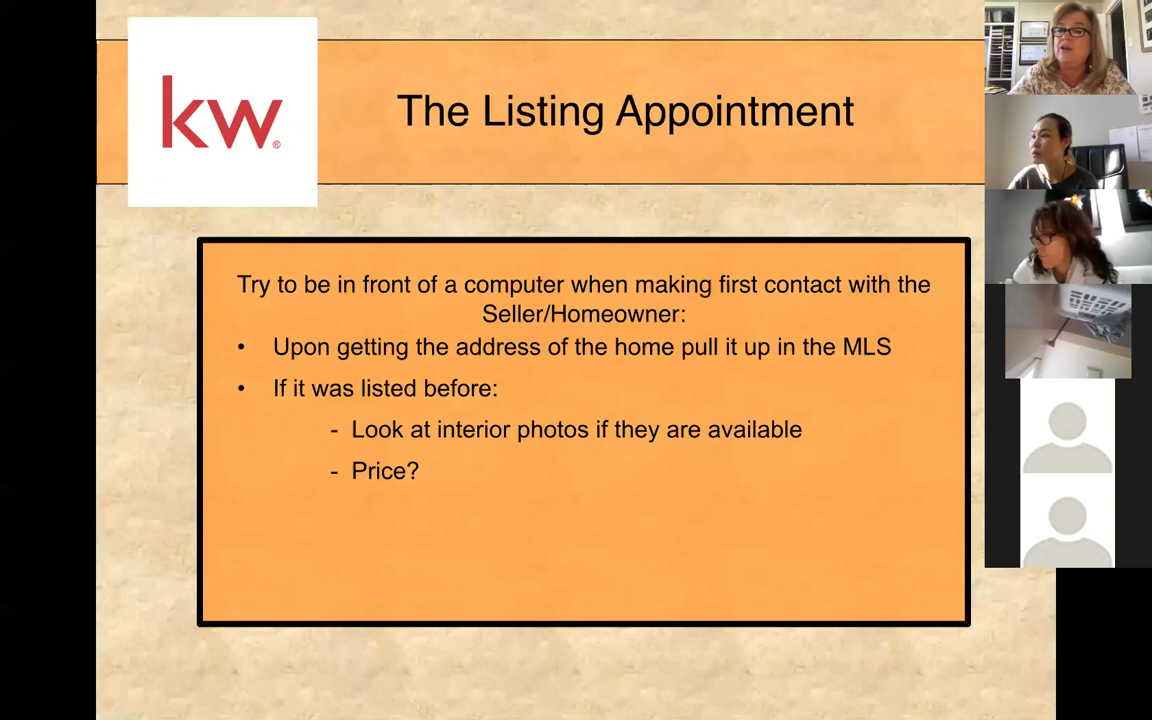 kw®
The Listing Appointment
Try to be in front of a computer when making first contact with the
Seller/Homeowner:
• Upon getting the address of the home pull it up in the MLS
• If it was listed before:
- Look at interior photos if they are available
- Price?